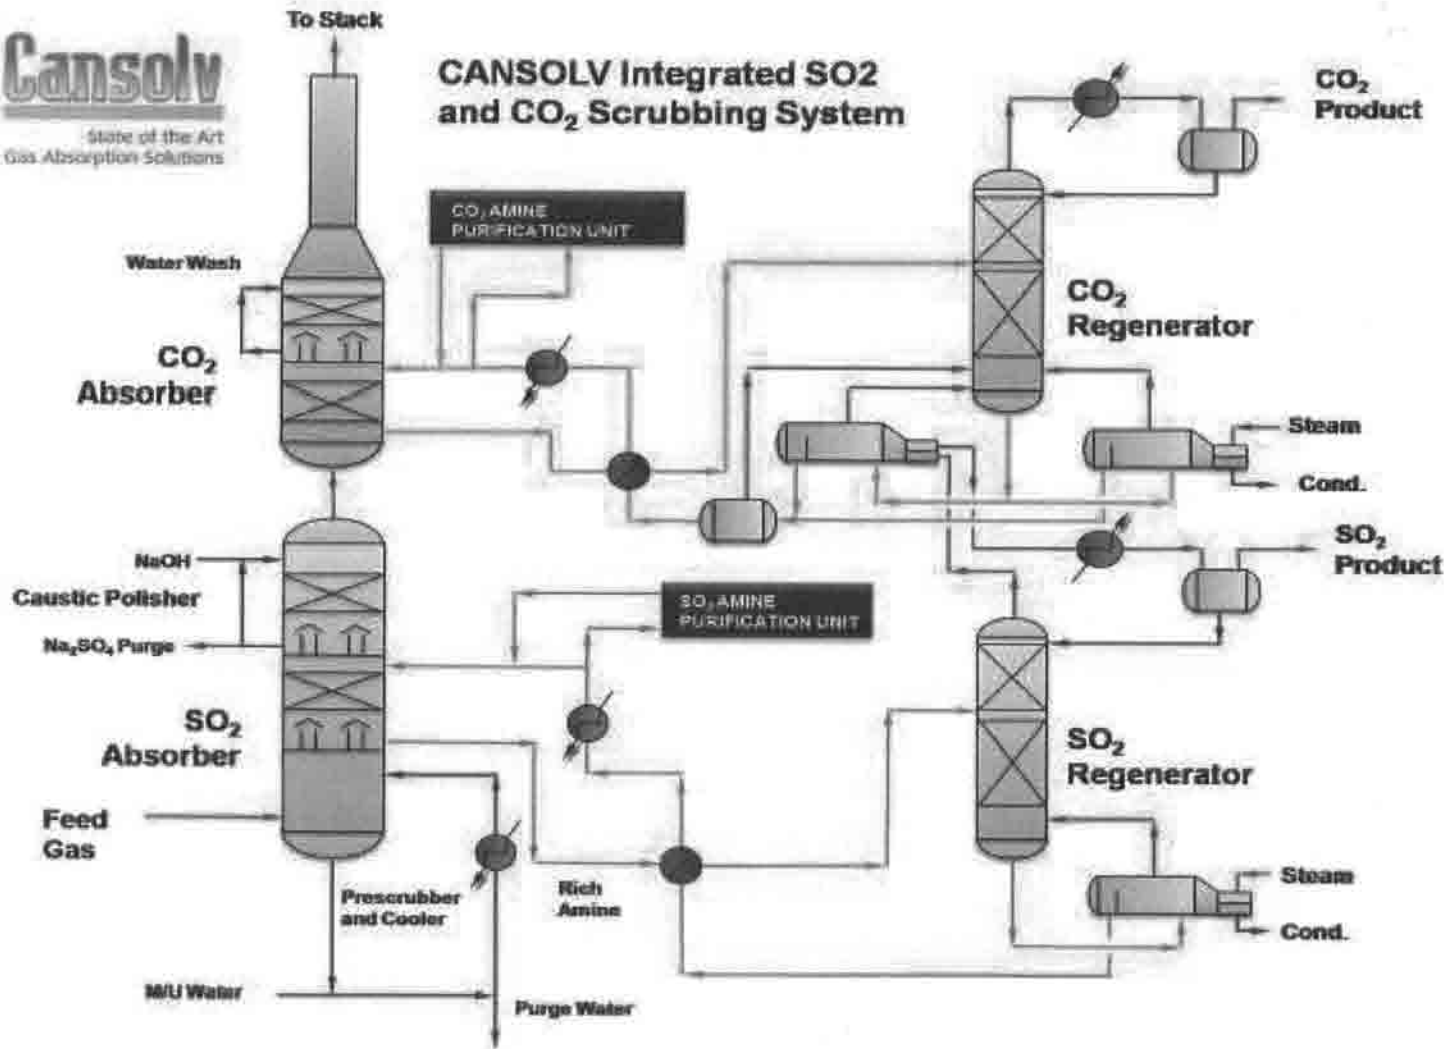 To Stack
Cansolv
State of the Art
Gas Absorption Solutions
CANSOLV Integrated SO2
and CO₂ Scrubbing System
CO₂
Product
CO₂ AMINE
PURIFICATION UNIT
Water Wash
CO₂
Regenerator
CO₂
Absorber
Steam
Cond.
SO₂
Product
NaOH
Caustic Polisher
SO₂ AMINE
PURIFICATION UNIT
Na₂SO₄ Purge
SO₂
Absorber
SO₂
Regenerator
Feed
Gas
Prescrubber
and Cooler
Rich
Amine
Steam
Cond.
M/U Water
Purge Water